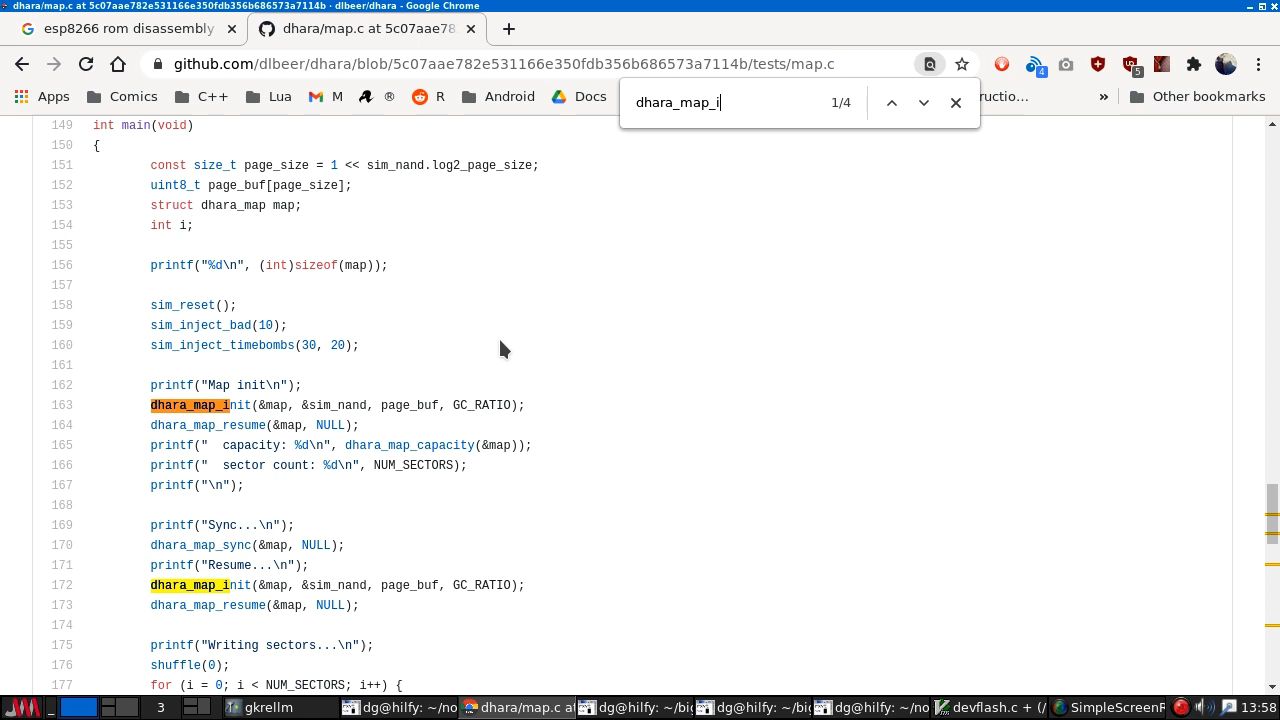 dhara/map.c at 5c07aae782e531166e350fdb356b686573a7114b · dlbeer/dhara - Google Chrome
esp8266 rom disassembly
dhara/map.c at 5c07aae78
github.com/dlbeer/dhara/blob/5c07aae782e531166e350fdb356b686573a7114b/tests/map.c
4
5
Apps
Comics
C++
Lua
M
®
R
Android
Docs
ructio…
»
Other bookmarks
dhara_map_i
1/4
149 int main(void)
150 {
151 const size_t page_size = 1 << sim_nand.log2_page_size;
152 uint8_t page_buf[page_size];
153 struct dhara_map map;
154 int i;
155
156 printf("%d\n", (int)sizeof(map));
157
158 sim_reset();
159 sim_inject_bad(10);
160 sim_inject_timebombs(30, 20);
161
162 printf("Map init\n");
163 dhara_map_init(&map, &sim_nand, page_buf, GC_RATIO);
164 dhara_map_resume(&map, NULL);
165 printf("  capacity: %d\n", dhara_map_capacity(&map));
166 printf("  sector count: %d\n", NUM_SECTORS);
167 printf("\n");
168
169 printf("Sync...\n");
170 dhara_map_sync(&map, NULL);
171 printf("Resume...\n");
172 dhara_map_init(&map, &sim_nand, page_buf, GC_RATIO);
173 dhara_map_resume(&map, NULL);
174
175 printf("Writing sectors...\n");
176 shuffle(0);
177 for (i = 0; i < NUM_SECTORS; i++) {
3
gkrellm
dg@hilfy: ~/no
dhara/map.c at
dg@hilfy: ~/big
dg@hilfy: ~/big
dg@hilfy: ~/no
devflash.c + (/
SimpleScreenR
13:58